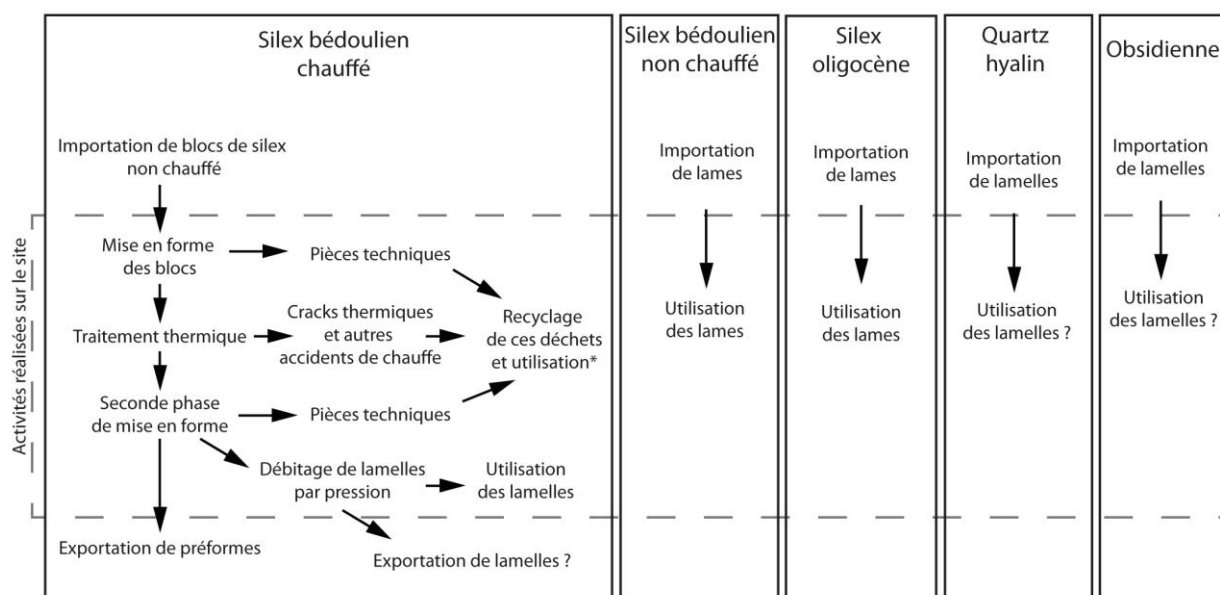 Silex bédoulien
chauffé
Importation de blocs de silex
non chauffé
Activités réalisées sur le site
Mise en forme
des blocs
Pièces techniques
Traitement thermique
Cracks thermiques
et autres
accidents de chauffe
Recyclage
de ces déchets
et utilisation*
Seconde phase
de mise en forme
Pièces techniques
Débitage de lamelles
par pression
Utilisation
des lamelles
Exportation de préformes
Exportation de lamelles ?
Silex bédoulien
non chauffé
Importation
de lames
Utilisation
des lames
Silex
oligocène
Importation
de lames
Utilisation
des lames
Quartz
hyalin
Importation
de lamelles
Utilisation
des lamelles ?
Obsidienne
Importation
de lamelles
Utilisation
des lamelles ?